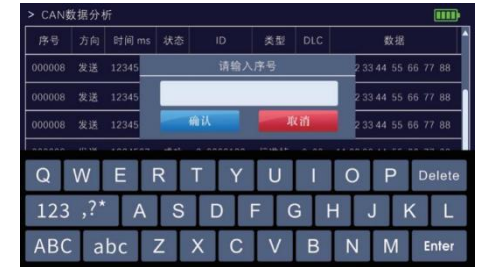 > CAN数据分析
序号 方向 时间 ms 状态 ID 类型 DLC 数据
请输入序号
000008 发送 12345 2 33 44 55 66 77 88
000008 发送 12345 2 33 44 55 66 77 88
确认 取消
000008 发送 12345 2 33 44 55 66 77 88
Q W E R T Y U I O P Delete
123 ,?* A S D F G H J K L
ABC abc Z X C V B N M Enter